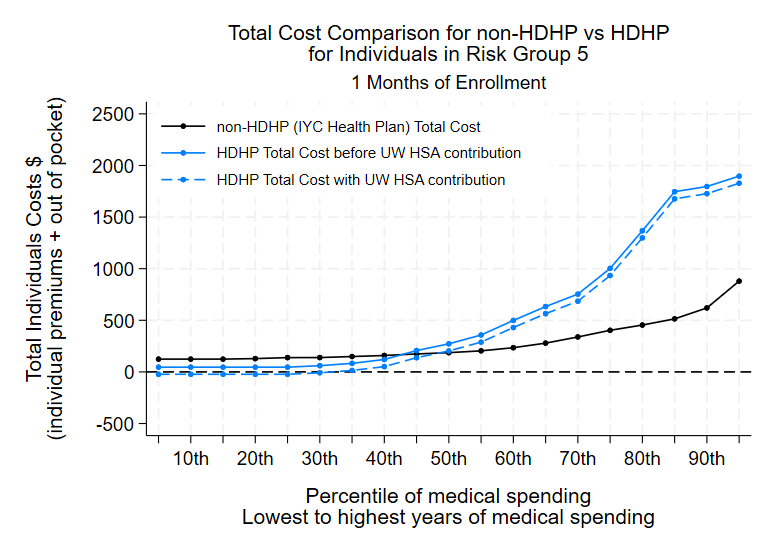 Total Cost Comparison for non-HDHP vs HDHP
for Individuals in Risk Group 5
1 Months of Enrollment
Total Individuals Costs $
(individual premiums + out of pocket)
2500
2000
1500
1000
500
0
-500
non-HDHP (IYC Health Plan) Total Cost
HDHP Total Cost before UW HSA contribution
HDHP Total Cost with UW HSA contribution
10th 20th 30th 40th 50th 60th 70th 80th 90th
Percentile of medical spending
Lowest to highest years of medical spending